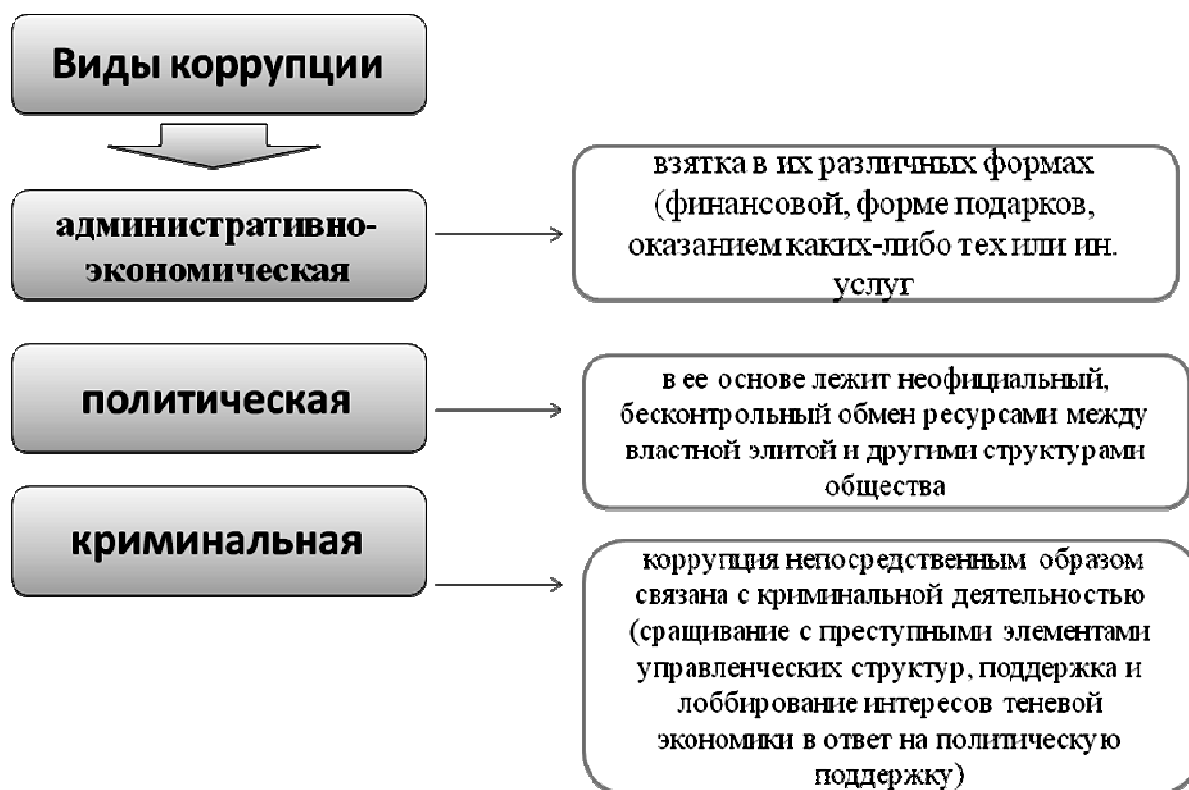 Виды коррупции
административно-
экономическая
взятка в их различных формах
(финансовой, форме подарков,
оказанием каких-либо тех или ин.
услуг
политическая
в ее основе лежит неофициальный,
бесконтрольный обмен ресурсами между
властной элитой и другими структурами
общества
криминальная
коррупция непосредственным образом
связана с криминальной деятельностью
(сращивание с преступными элементами
управленческих структур, поддержка и
лоббирование интересов теневой
экономики в ответ на политическую
поддержку)